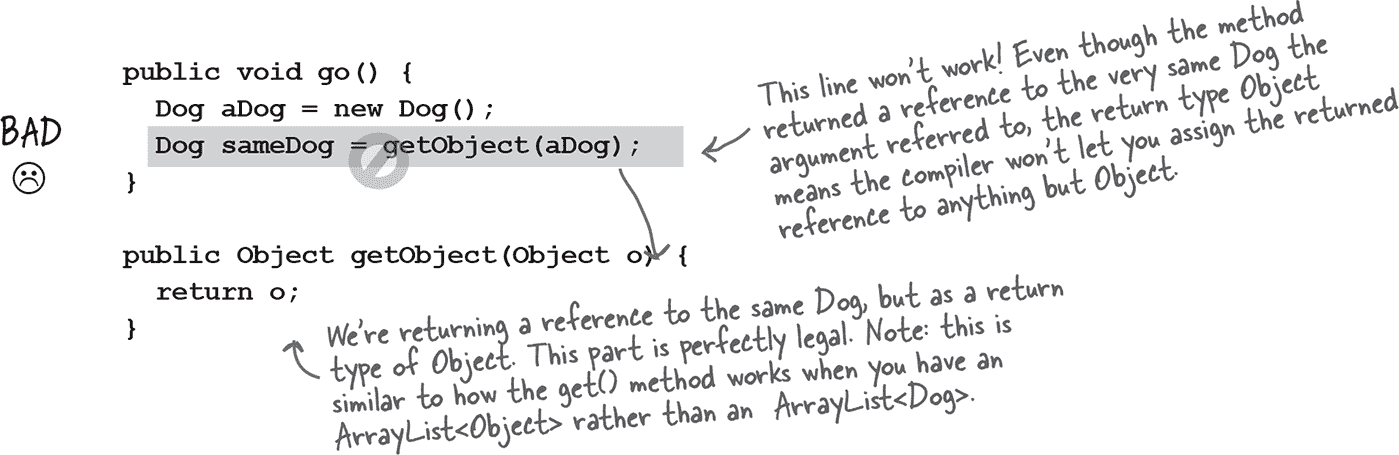 public void go() {
Dog aDog = new Dog();
BAD
Dog sameDog = getObject(aDog);
}
This line won't work! Even though the method
returned a reference to the very same Dog the
argument referred to, the return type Object
means the compiler won't let you assign the returned
reference to anything but Object.
public Object getObject(Object o) {
return o;
}
We're returning a reference to the same Dog, but as a return
type of Object. This part is perfectly legal. Note: this is
similar to how the get() method works when you have an
ArrayList<Object> rather than an ArrayList<Dog>.